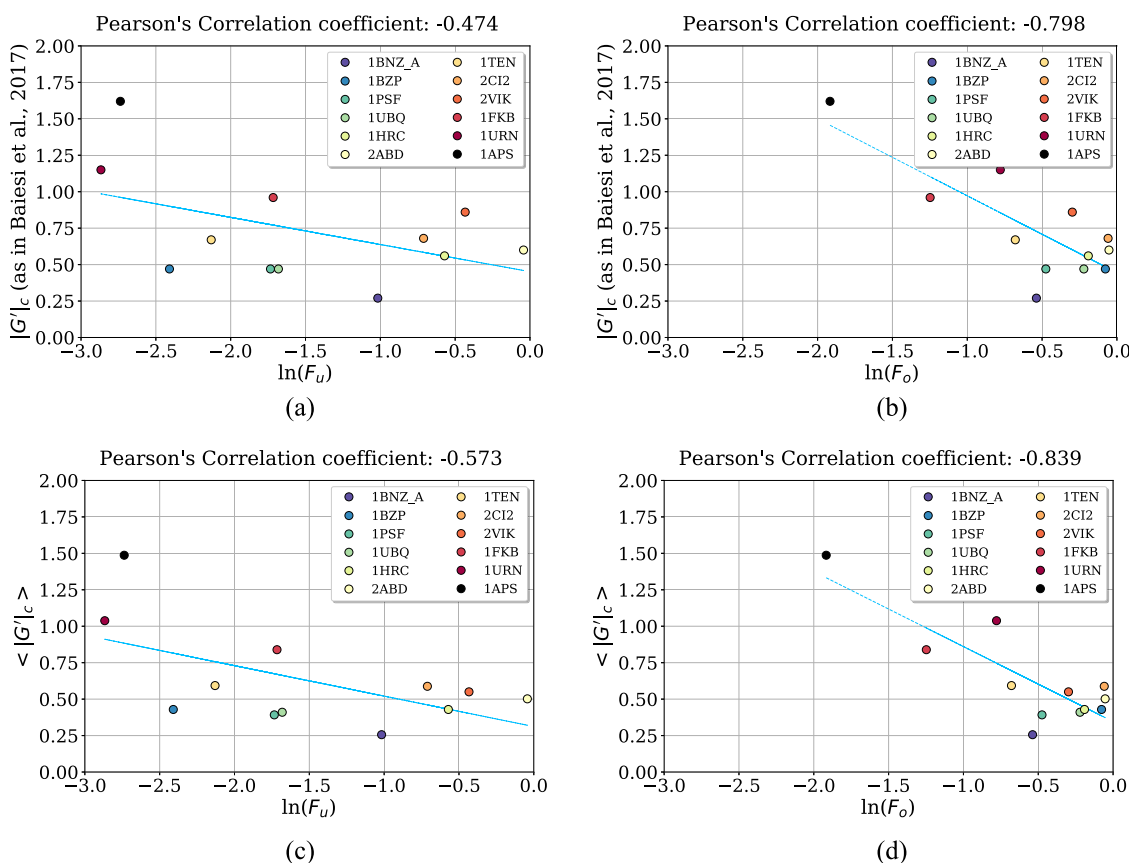 Pearson's Correlation coefficient: -0.474
|G′|c (as in Baiesi et al., 2017)
2.00
1.75
1.50
1.25
1.00
0.75
0.50
0.25
0.00
1BNZ_A 1TEN
1BZP 2CI2
1PSF 2VIK
1UBQ 1FKB
1HRC 1URN
2ABD 1APS
−3.0 −2.5 −2.0 −1.5 −1.0 −0.5 0.0
ln(Fu)
(a)
Pearson's Correlation coefficient: -0.798
|G′|c (as in Baiesi et al., 2017)
2.00
1.75
1.50
1.25
1.00
0.75
0.50
0.25
0.00
1BNZ_A 1TEN
1BZP 2CI2
1PSF 2VIK
1UBQ 1FKB
1HRC 1URN
2ABD 1APS
−3.0 −2.5 −2.0 −1.5 −1.0 −0.5 0.0
ln(Fo)
(b)
Pearson's Correlation coefficient: -0.573
< |G′|c >
2.00
1.75
1.50
1.25
1.00
0.75
0.50
0.25
0.00
1BNZ_A 1TEN
1BZP 2CI2
1PSF 2VIK
1UBQ 1FKB
1HRC 1URN
2ABD 1APS
−3.0 −2.5 −2.0 −1.5 −1.0 −0.5 0.0
ln(Fu)
(c)
Pearson's Correlation coefficient: -0.839
< |G′|c >
2.00
1.75
1.50
1.25
1.00
0.75
0.50
0.25
0.00
1BNZ_A 1TEN
1BZP 2CI2
1PSF 2VIK
1UBQ 1FKB
1HRC 1URN
2ABD 1APS
−3.0 −2.5 −2.0 −1.5 −1.0 −0.5 0.0
ln(Fo)
(d)